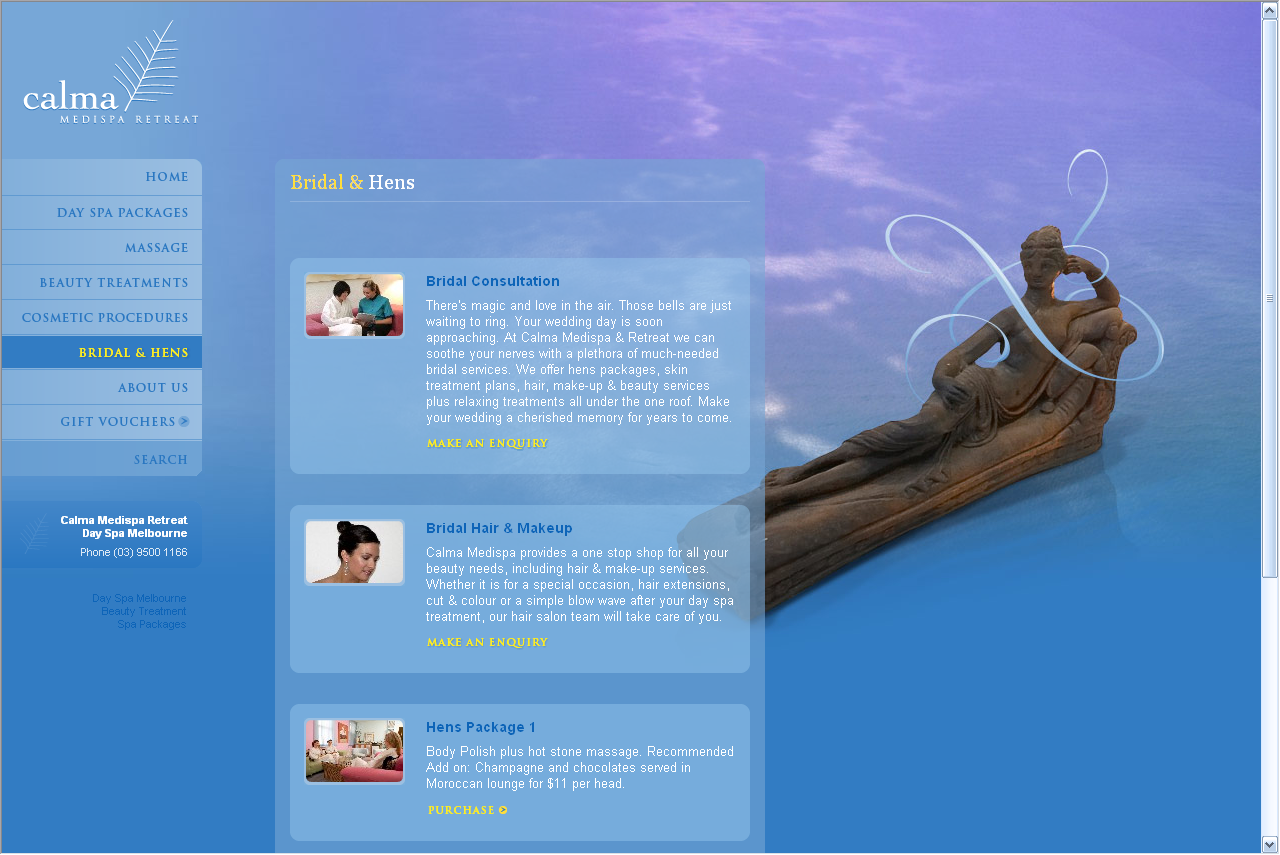 calma
MEDISPA RETREAT
HOME
DAY SPA PACKAGES
MASSAGE
BEAUTY TREATMENTS
COSMETIC PROCEDURES
BRIDAL & HENS
ABOUT US
GIFT VOUCHERS
SEARCH
Calma Medispa Retreat
Day Spa Melbourne
Phone (03) 9500 1166
Day Spa Melbourne
Beauty Treatment
Spa Packages
Bridal & Hens
Bridal Consultation
There's magic and love in the air. Those bells are just
waiting to ring. Your wedding day is soon
approaching. At Calma Medispa & Retreat we can
soothe your nerves with a plethora of much-needed
bridal services. We offer hens packages, skin
treatment plans, hair, make-up & beauty services
plus relaxing treatments all under the one roof. Make
your wedding a cherished memory for years to come.
MAKE AN ENQUIRY
Bridal Hair & Makeup
Calma Medispa provides a one stop shop for all your
beauty needs, including hair & make-up services.
Whether it is for a special occasion, hair extensions,
cut & colour or a simple blow wave after your day spa
treatment, our hair salon team will take care of you.
MAKE AN ENQUIRY
Hens Package 1
Body Polish plus hot stone massage. Recommended
Add on: Champagne and chocolates served in
Moroccan lounge for $11 per head.
PURCHASE